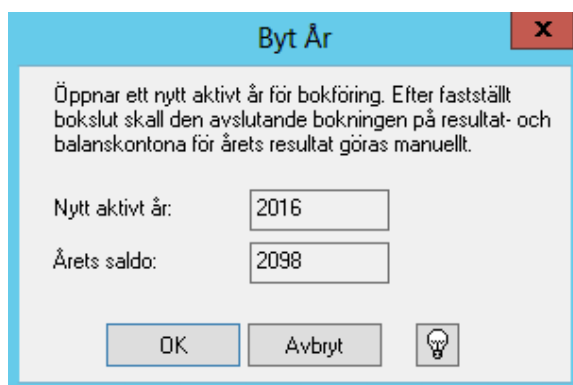 Byt År
x
Öppnar ett nytt aktivt år för bokföring. Efter fastställt
bokslut skall den avslutande bokningen på resultat- och
balanskontona för årets resultat göras manuellt.
Nytt aktivt år: 2016
Årets saldo: 2098
OK Avbryt